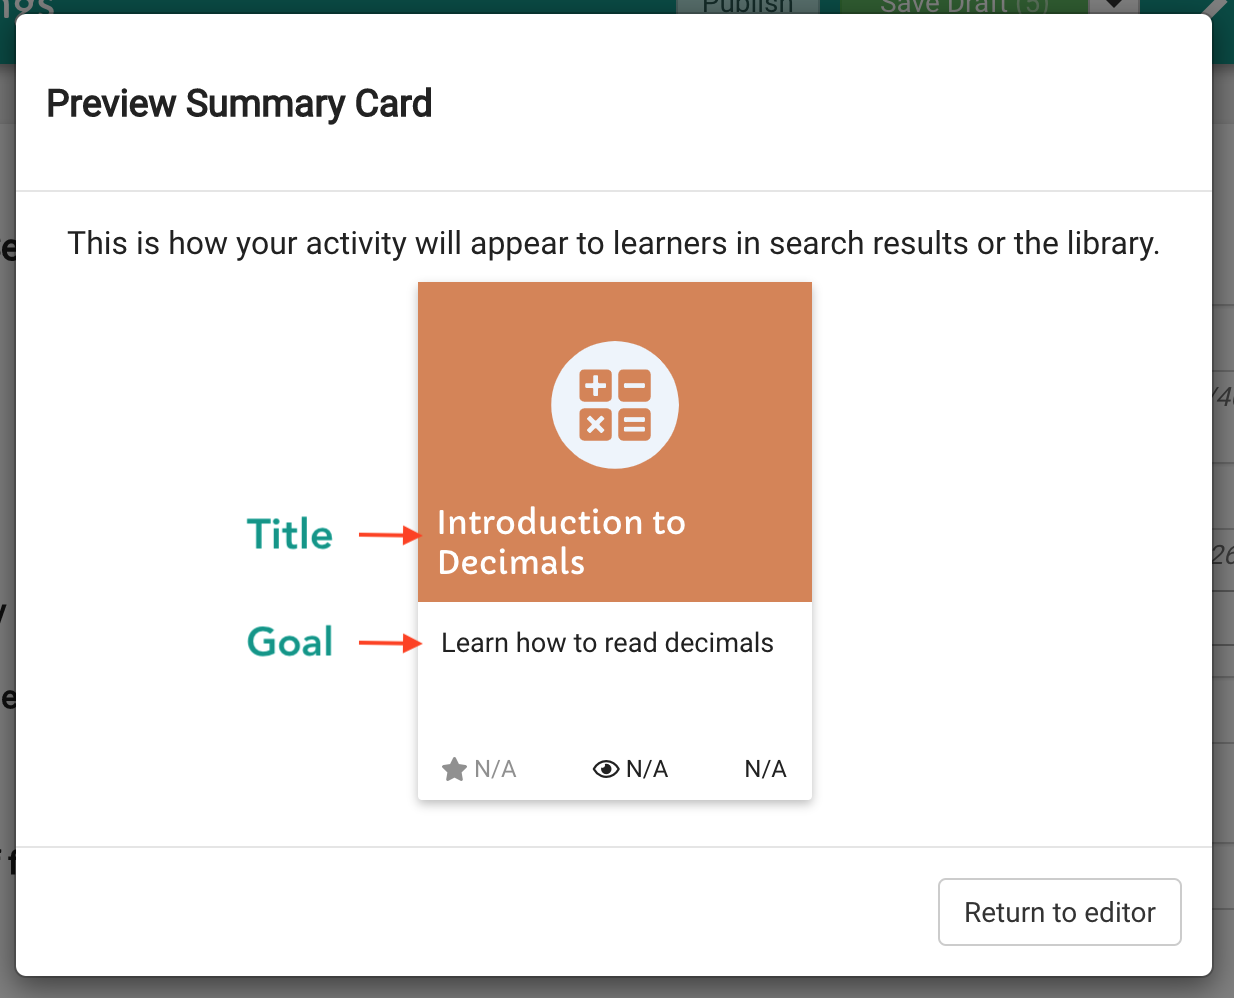 ngs
Publish
Save Draft (5)
Preview Summary Card
This is how your activity will appear to learners in search results or the library.
Title
Introduction to
Decimals
Goal
Learn how to read decimals
N/A
N/A
N/A
Return to editor